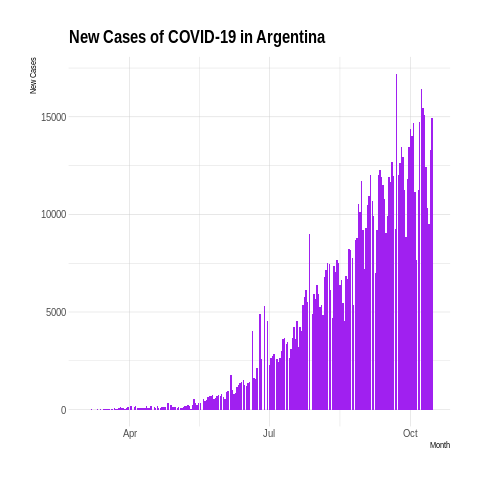 New Cases of COVID-19 in Argentina
New Cases
15000
10000
5000
0
Apr
Jul
Oct
Month